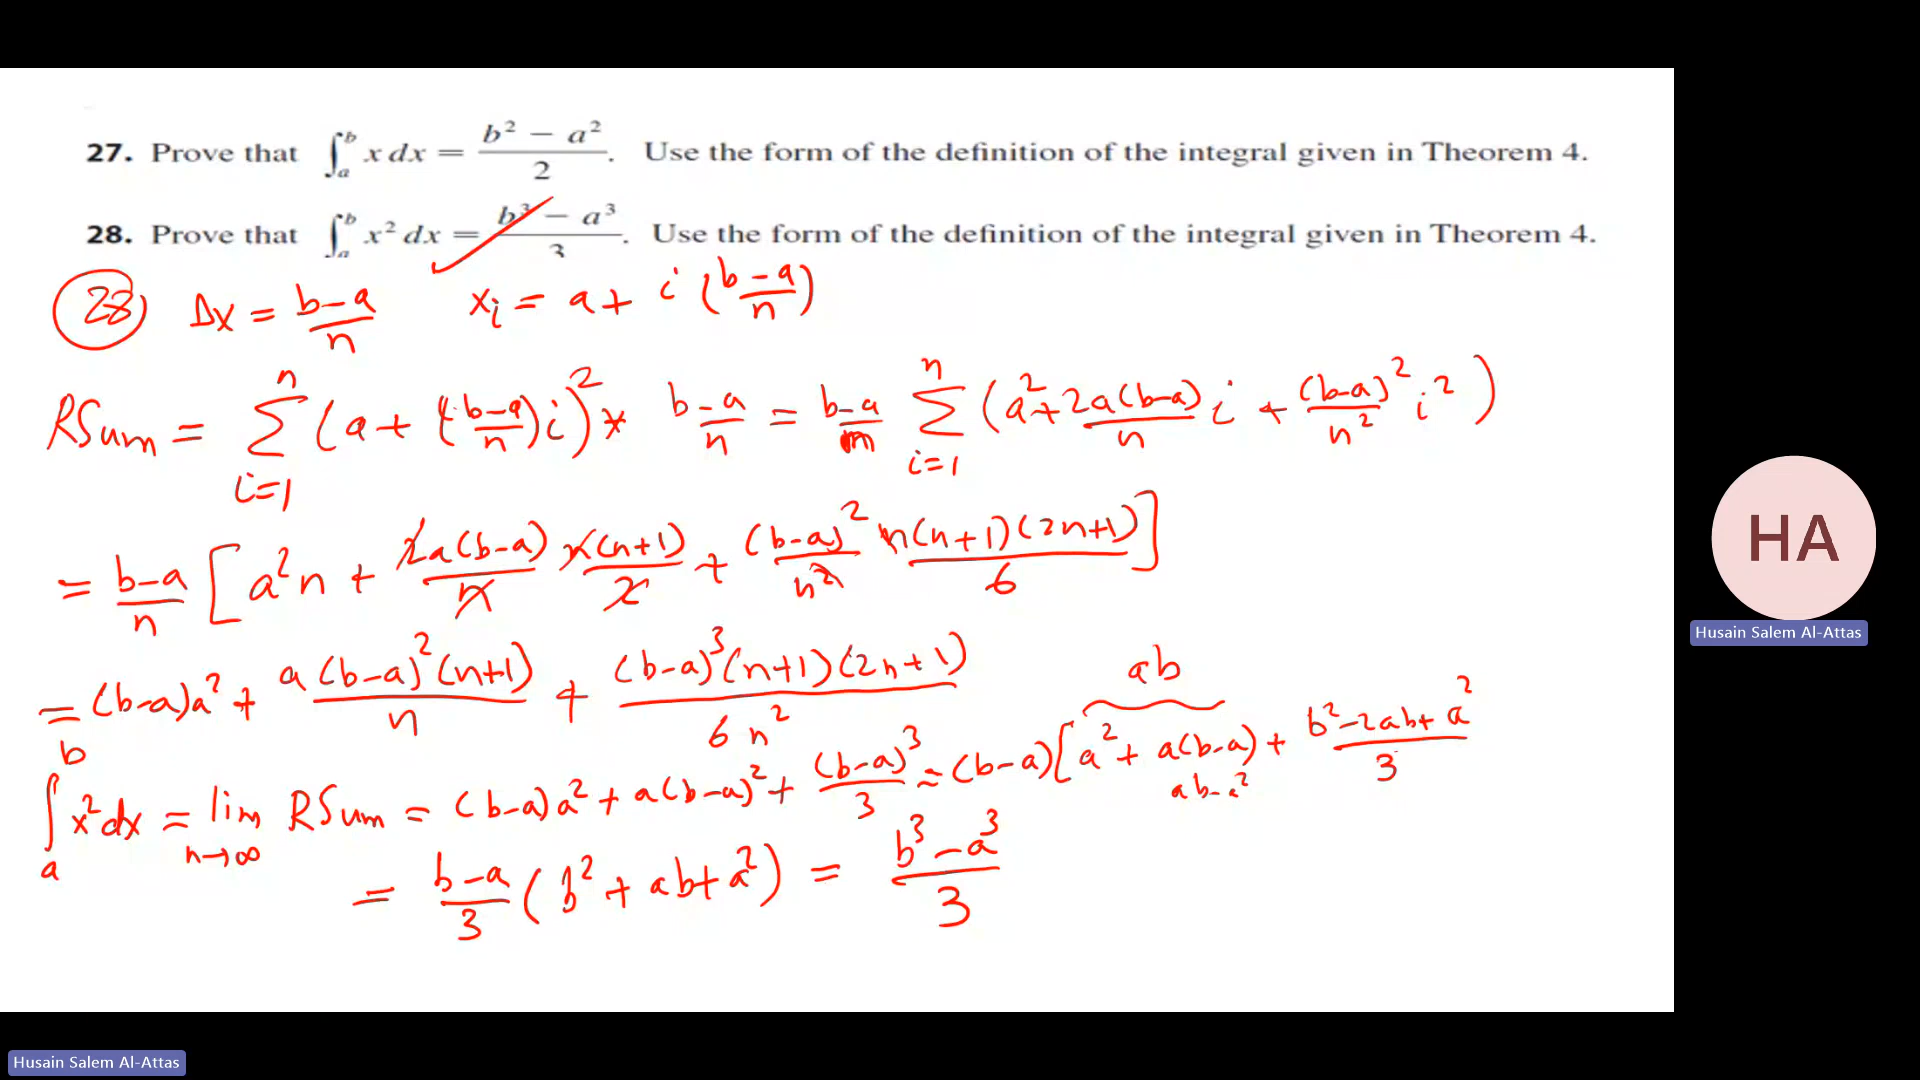 27. Prove that ∫_a^b x dx = (b² − a²)/2. Use the form of the definition of the integral given in Theorem 4.
28. Prove that ∫_a^b x² dx = (b³ − a³)/3. Use the form of the definition of the integral given in Theorem 4.
28) Δx = (b-a)/n xᵢ = a + i((b-a)/n)
RSum = Σ_{i=1}^{n} (a + ((b-a)/n)i)² * (b-a)/n = (b-a)/n Σ_{i=1}^{n} (a² + 2a(b-a)/n i + (b-a)²/n² i²)
= (b-a)/n [a²n + 2a(b-a)/n n(n+1)/2 + (b-a)²/n² n(n+1)(2n+1)/6]
= (b-a)a² + a(b-a)²(n+1)/n + (b-a)³(n+1)(2n+1)/6n²
∫_a^b x²dx = lim_{n→∞} RSum = (b-a)a² + a(b-a)² + (b-a)³/3 = (b-a)[a² + a(b-a) + (b²-2ab+a²)/3
ab
ab-a²
= (b-a)/3 (b² + ab + a²) = (b³-a³)/3
HA
Husain Salem Al-Attas
Husain Salem Al-Attas